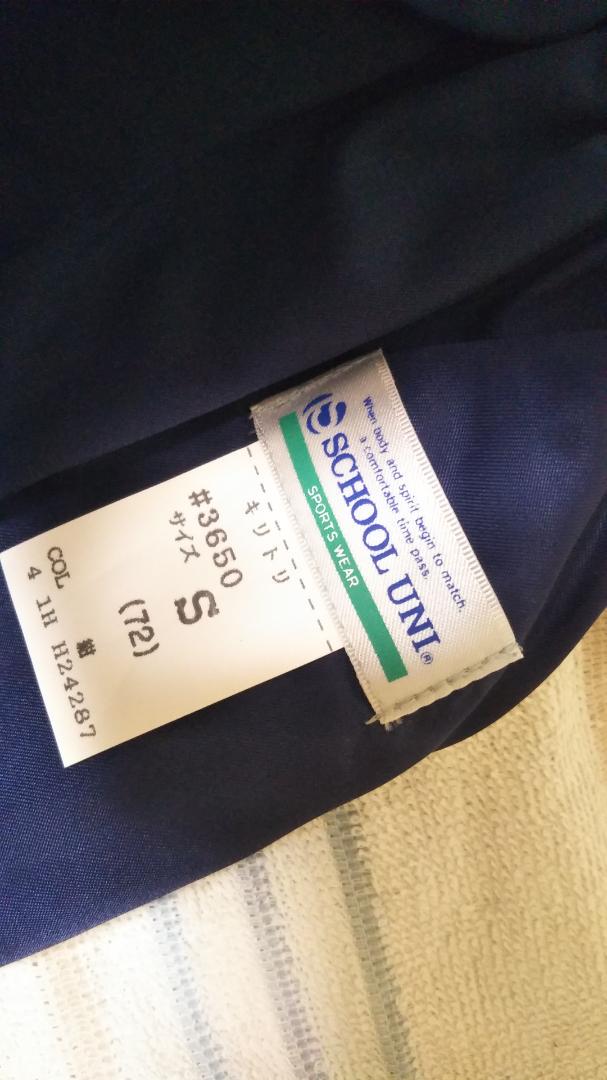 When body and spirit begin to match,
a comfortable time pass.
SCHOOL UNI®
SPORTS WEAR
キリトリ
#3650
サイズ
S
(72)
COL 紺
4 1H H24287